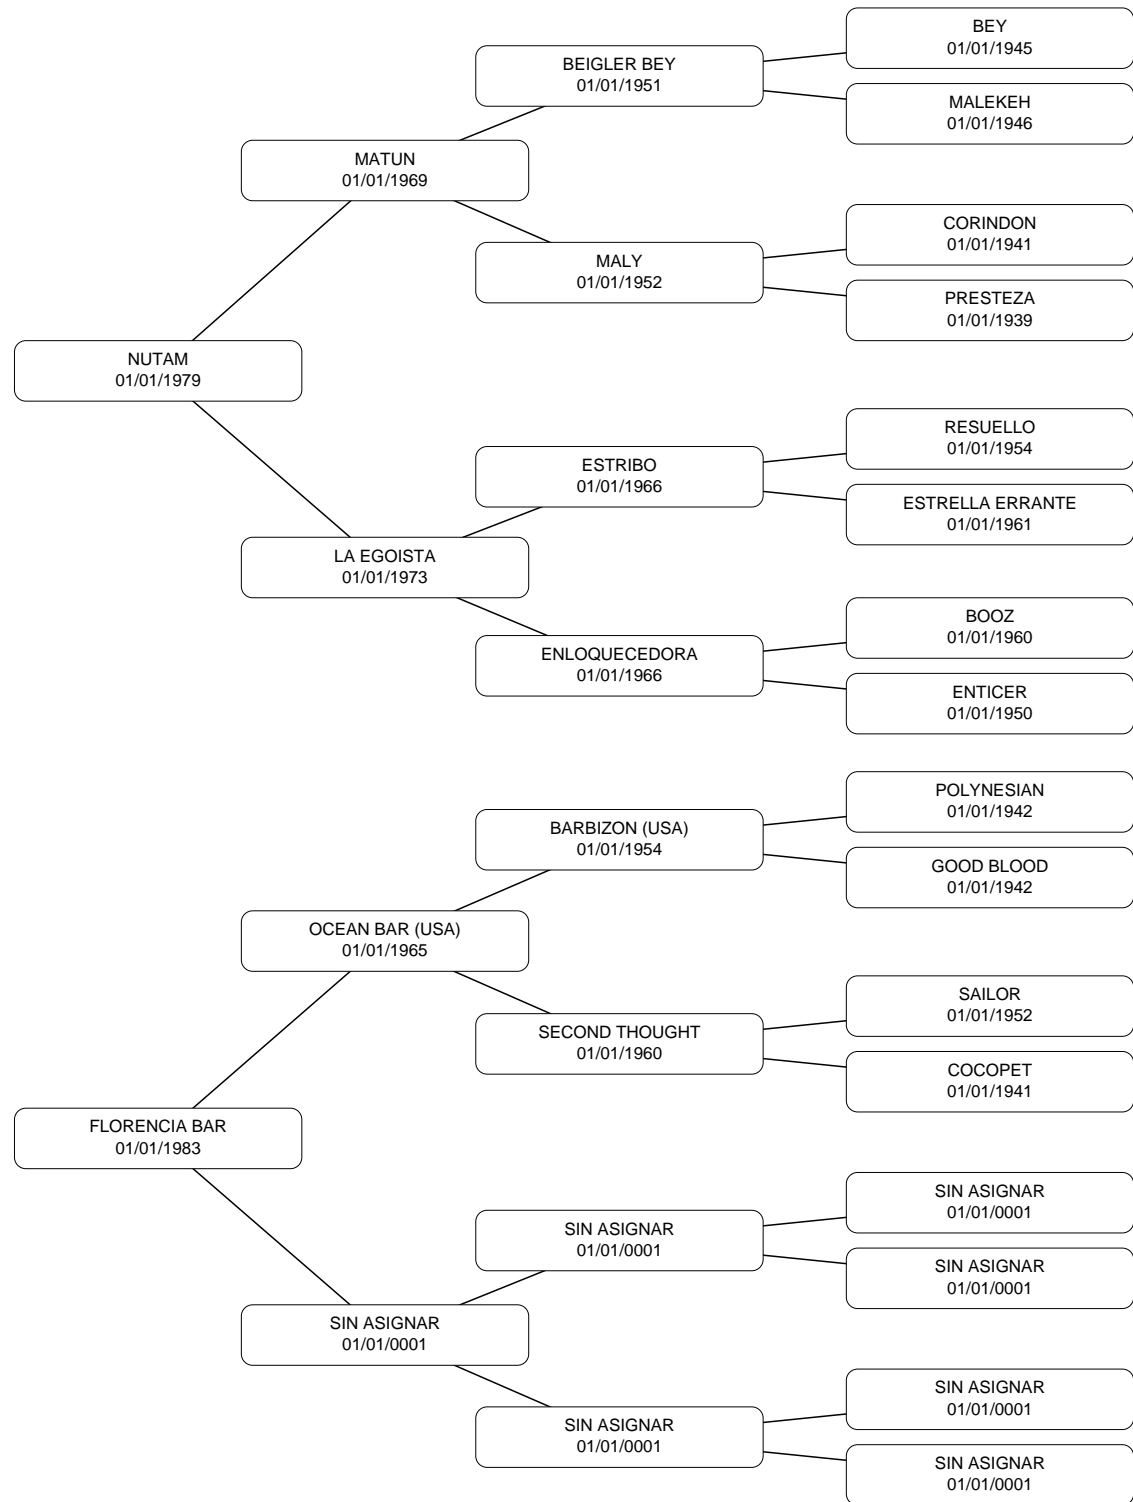 BEY
01/01/1945
BEIGLER BEY
01/01/1951
MALEKEH
01/01/1946
MATUN
01/01/1969
CORINDON
01/01/1941
MALY
01/01/1952
PRESTEZA
01/01/1939
NUTAM
01/01/1979
RESUELLO
01/01/1954
ESTRIBO
01/01/1966
ESTRELLA ERRANTE
01/01/1961
LA EGOISTA
01/01/1973
BOOZ
01/01/1960
ENLOQUECEDORA
01/01/1966
ENTICER
01/01/1950
POLYNESIAN
01/01/1942
BARBIZON (USA)
01/01/1954
GOOD BLOOD
01/01/1942
OCEAN BAR (USA)
01/01/1965
SAILOR
01/01/1952
SECOND THOUGHT
01/01/1960
COCOPET
01/01/1941
FLORENCIA BAR
01/01/1983
SIN ASIGNAR
01/01/0001
SIN ASIGNAR
01/01/0001
SIN ASIGNAR
01/01/0001
SIN ASIGNAR
01/01/0001
SIN ASIGNAR
01/01/0001
SIN ASIGNAR
01/01/0001
SIN ASIGNAR
01/01/0001